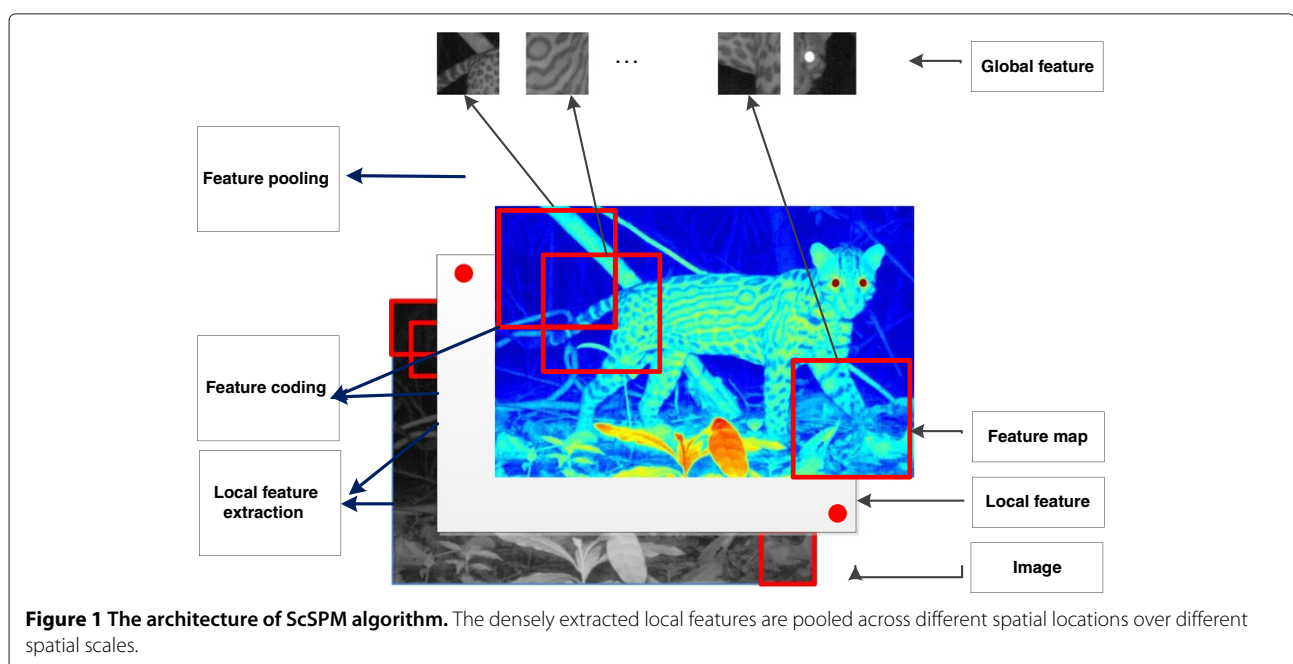 ...
Global feature
Feature pooling
Feature coding
Feature map
Local feature
extraction
Local feature
Image
Figure 1 The architecture of ScSPM algorithm. The densely extracted local features are pooled across different spatial locations over different
spatial scales.